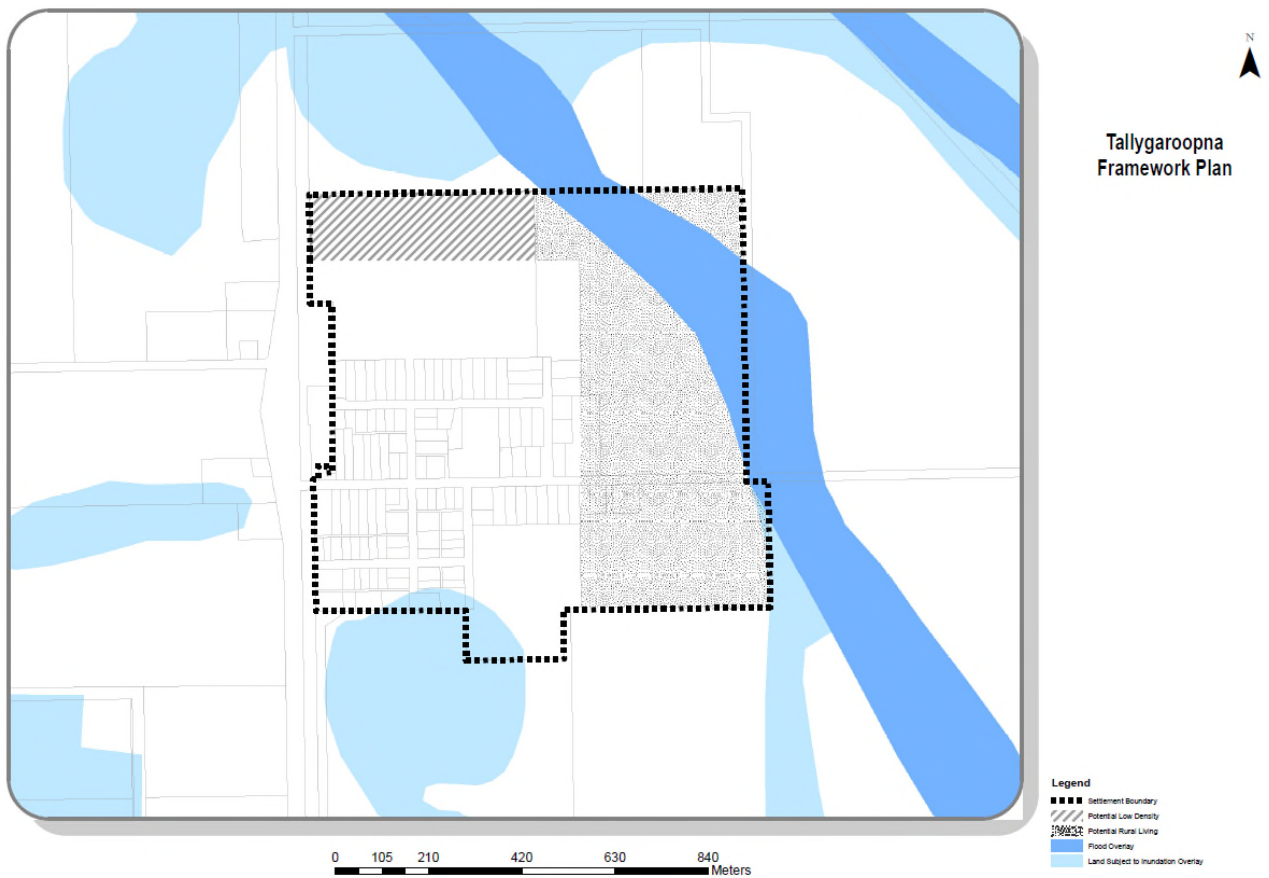 N
Tallygaroopna
Framework Plan
Legend
Settlement Boundary
Potential Low Density
Potential Rural Living
Flood Overlay
Land Subject to Inundation Overlay
0 105 210 420 630 840
Meters